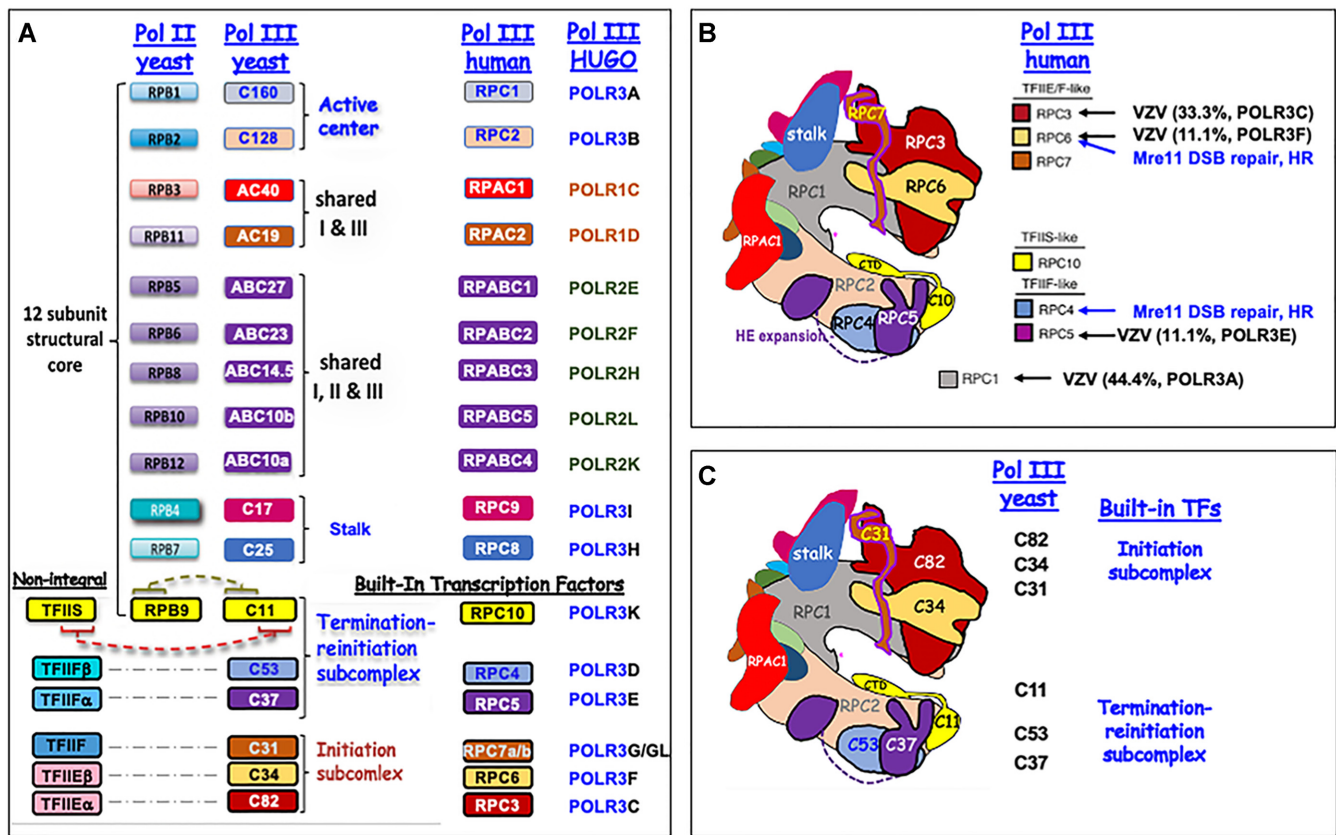 A
Pol II Pol III Pol III Pol III
yeast yeast human HUGO
RPB1 C160 RPC1 POLR3A
Active
center
RPB2 C128 RPC2 POLR3B
RPB3 AC40 RPAC1 POLR1C
shared
I & III
RPB11 AC19 RPAC2 POLR1D
RPB5 ABC27 RPABC1 POLR2E
12 subunit
structural
core
RPB6 ABC23 RPABC2 POLR2F
shared
I, II & III
RPB8 ABC14.5 RPABC3 POLR2H
RPB10 ABC10b RPABC5 POLR2L
RPB12 ABC10a RPABC4 POLR2K
RPB4 C17 RPC9 POLR3I
Stalk
RPB7 C25 RPC8 POLR3H
Non-integral Built-In Transcription Factors
TFIIS RPB9 C11 RPC10 POLR3K
Termination-
reinitiation
subcomplex
TFIIFβ C53 RPC4 POLR3D
TFIIFα C37 RPC5 POLR3E
TFIIF C31 RPC7a/b POLR3G/GL
Initiation
subcomlex
TFIIEβ C34 RPC6 POLR3F
TFIIEα C82 RPC3 POLR3C
B
Pol III
human
TFIIE/F-like
RPC3 VZV (33.3%, POLR3C)
RPC6 VZV (11.1%, POLR3F)
Mre11 DSB repair, HR
RPC7
TFIIS-like
RPC10
TFIIF-like
RPC4 Mre11 DSB repair, HR
RPC5 VZV (11.1%, POLR3E)
RPC1 VZV (44.4%, POLR3A)
stalk
RPC7
RPC3
RPC1
RPC6
RPAC1
CTD
RPC2
C10
RPC4
RPC5
HE expansion
C
Pol III
yeast
Built-in TFs
C82
C34
C31
Initiation
subcomplex
C11
C53
C37
Termination-
reinitiation
subcomplex
stalk
C31
C82
RPC1
C34
RPAC1
CTD
RPC2
C11
C53
C37